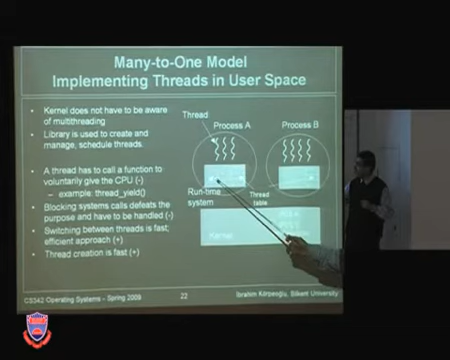 Many-to-One Model
Implementing Threads in User Space
Kernel does not have to be aware
of multithreading
Library is used to create and
manage, schedule threads.
A thread has to call a function to
voluntarily give the CPU (-)
– example: thread_yield()
Blocking systems calls defeats the
purpose and have to be handled (-)
Switching between threads is fast;
efficient approach (+)
Thread creation is fast (+)
Thread
Process A
Process B
Run-time
system
Thread
table
Kernel
CS342 Operating Systems - Spring 2009
22
İbrahim Körpeoğlu, Bilkent University